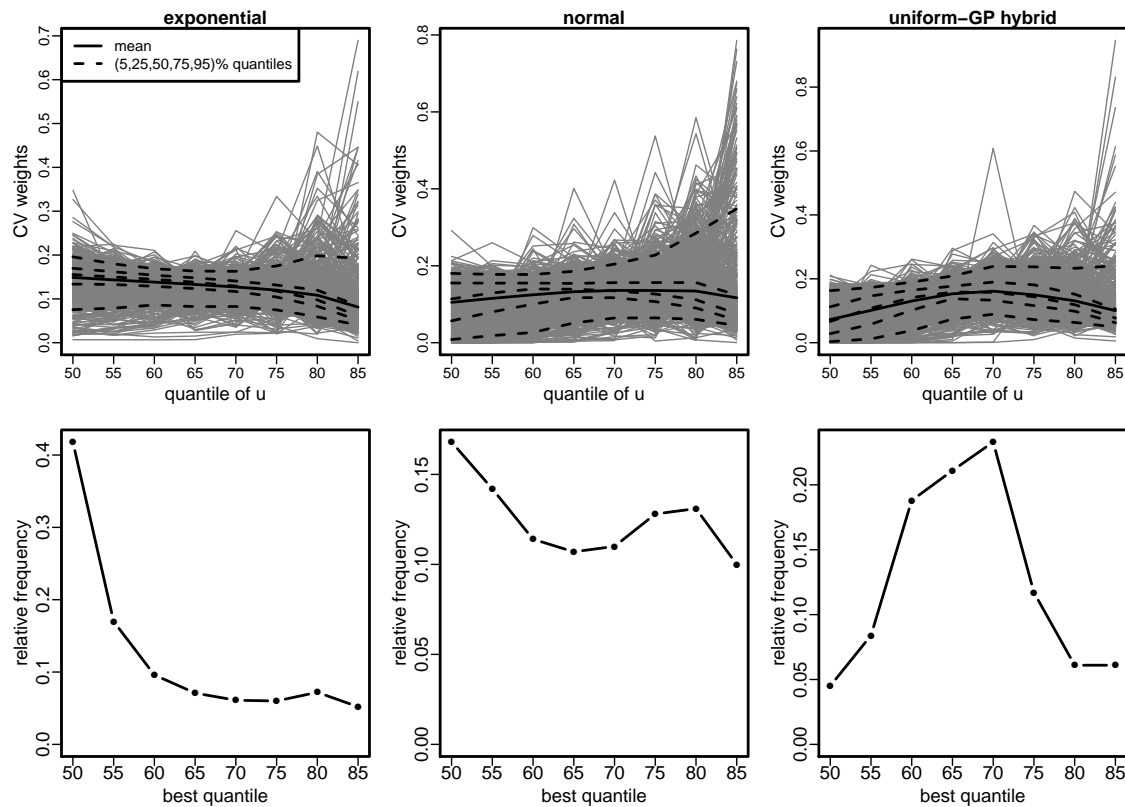 exponential
normal
uniform−GP hybrid
mean
(5,25,50,75,95)% quantiles
CV weights
0.0 0.1 0.2 0.3 0.4 0.5 0.6 0.7
50 55 60 65 70 75 80 85
quantile of u
CV weights
0.0 0.2 0.4 0.6 0.8
50 55 60 65 70 75 80 85
quantile of u
CV weights
0.0 0.2 0.4 0.6 0.8
50 55 60 65 70 75 80 85
quantile of u
relative frequency
0.0 0.1 0.2 0.3 0.4
50 55 60 65 70 75 80 85
best quantile
relative frequency
0.00 0.05 0.10 0.15
50 55 60 65 70 75 80 85
best quantile
relative frequency
0.00 0.05 0.10 0.15 0.20
50 55 60 65 70 75 80 85
best quantile